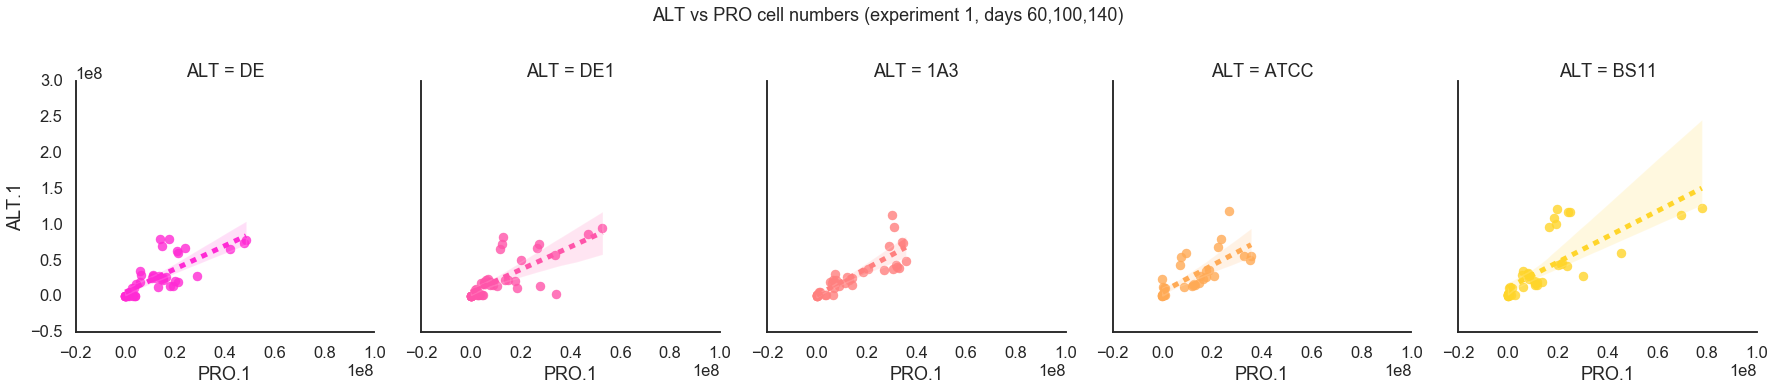 ALT vs PRO cell numbers (experiment 1, days 60,100,140)
1e8
ALT = DE
ALT = DE1
ALT = 1A3
ALT = ATCC
ALT = BS11
3.0
2.5
2.0
1.5
1.0
0.5
0.0
−0.5
ALT.1
−0.2 0.0 0.2 0.4 0.6 0.8 1.0
1e8
PRO.1
−0.2 0.0 0.2 0.4 0.6 0.8 1.0
1e8
PRO.1
−0.2 0.0 0.2 0.4 0.6 0.8 1.0
1e8
PRO.1
−0.2 0.0 0.2 0.4 0.6 0.8 1.0
1e8
PRO.1
−0.2 0.0 0.2 0.4 0.6 0.8 1.0
1e8
PRO.1